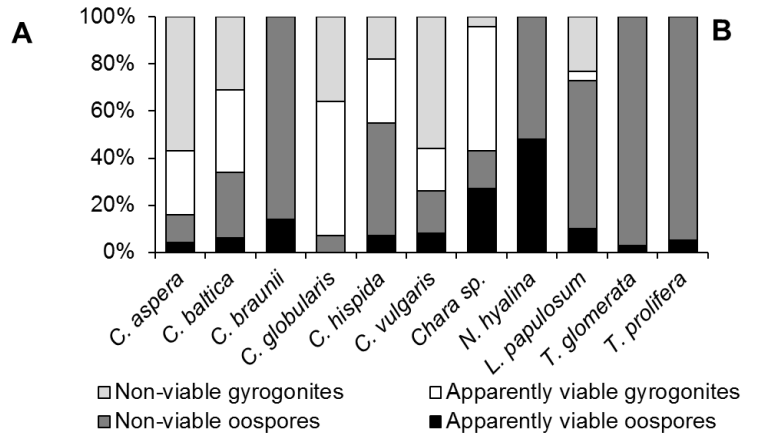 A
B
100%
80%
60%
40%
20%
0%
C. aspera
C. baltica
C. braunii
C. globularis
C. hispida
C. vulgaris
Chara sp.
N. hyalina
L. papulosum
T. glomerata
T. prolifera
Non-viable gyrogonites
Apparently viable gyrogonites
Non-viable oospores
Apparently viable oospores